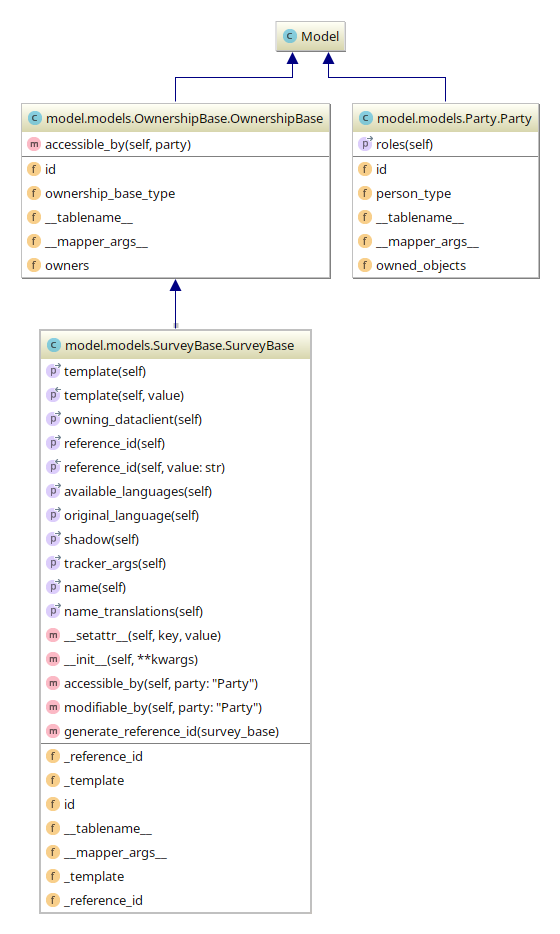 Model
model.models.OwnershipBase.OwnershipBase
accessible_by(self, party)
id
ownership_base_type
__tablename__
__mapper_args__
owners
model.models.Party.Party
roles(self)
id
person_type
__tablename__
__mapper_args__
owned_objects
model.models.SurveyBase.SurveyBase
template(self)
template(self, value)
owning_dataclient(self)
reference_id(self)
reference_id(self, value: str)
available_languages(self)
original_language(self)
shadow(self)
tracker_args(self)
name(self)
name_translations(self)
__setattr__(self, key, value)
__init__(self, **kwargs)
accessible_by(self, party: "Party")
modifiable_by(self, party: "Party")
generate_reference_id(survey_base)
_reference_id
_template
id
__tablename__
__mapper_args__
_template
_reference_id